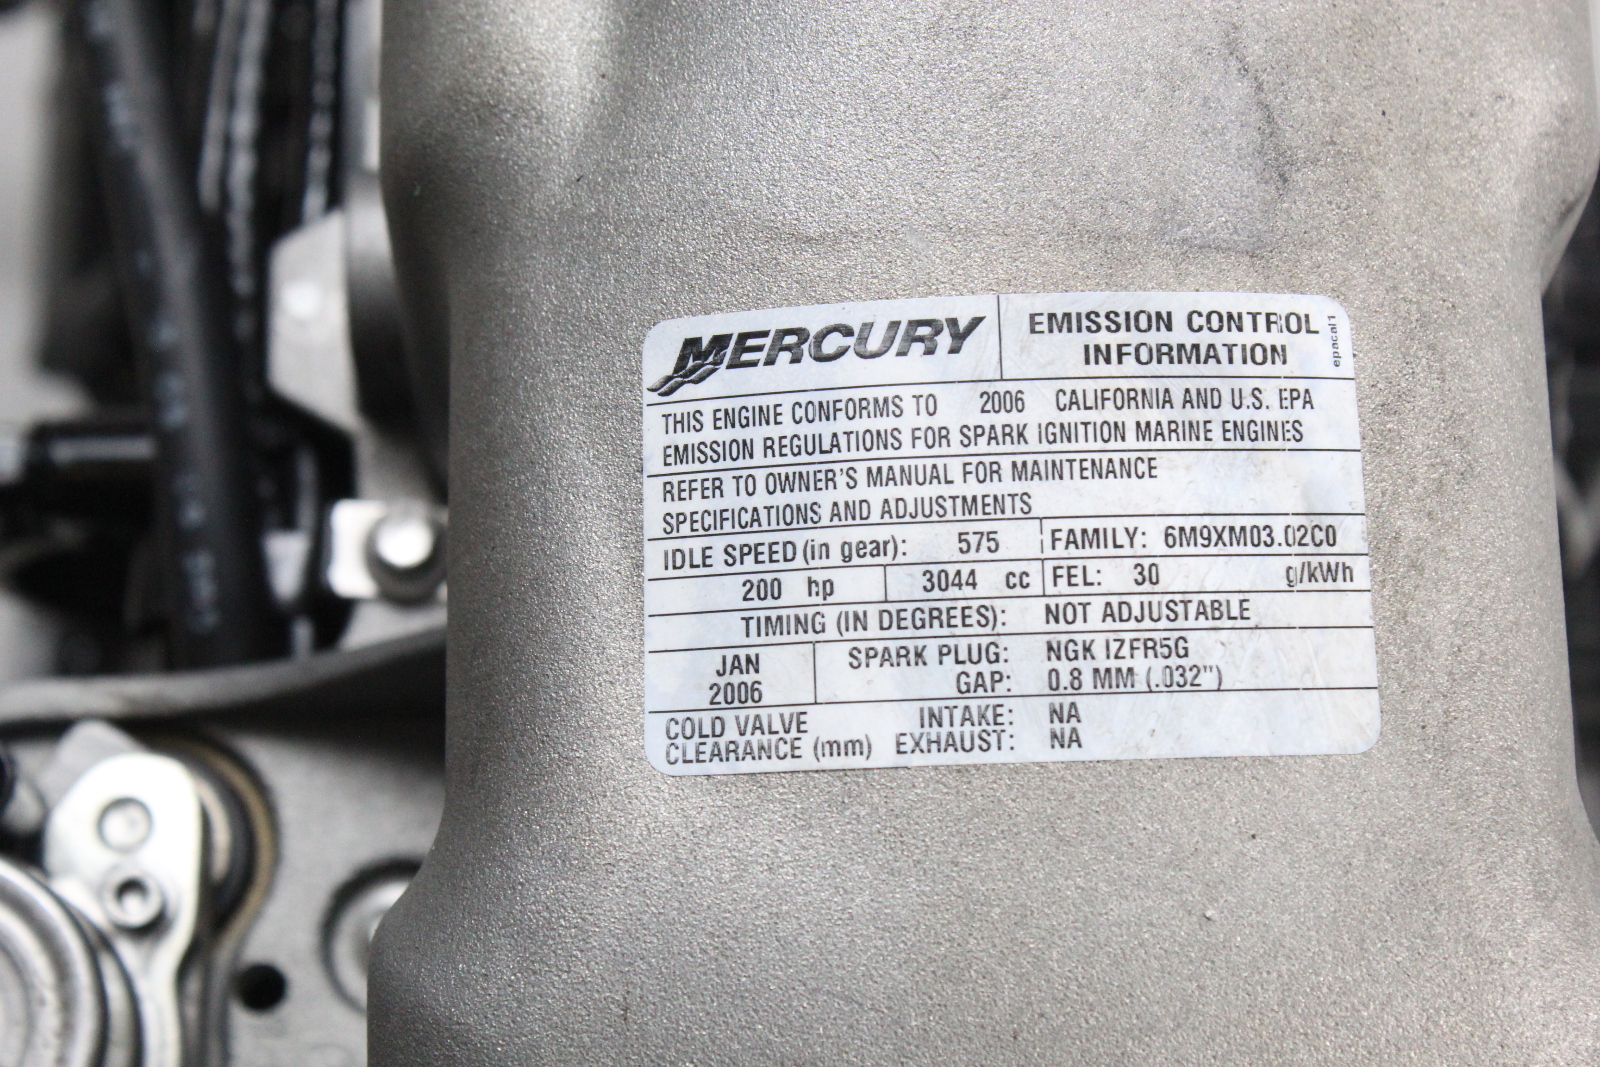 MERCURY
EMISSION CONTROL
INFORMATION
epacal1
THIS ENGINE CONFORMS TO 2006 CALIFORNIA AND U.S. EPA
EMISSION REGULATIONS FOR SPARK IGNITION MARINE ENGINES
REFER TO OWNER'S MANUAL FOR MAINTENANCE
SPECIFICATIONS AND ADJUSTMENTS
IDLE SPEED (in gear): 575 FAMILY: 6M9XM03.02C0
200 hp 3044 cc FEL: 30 g/kWh
TIMING (IN DEGREES): NOT ADJUSTABLE
JAN
2006
SPARK PLUG: NGK IZFR5G
GAP: 0.8 MM (.032")
COLD VALVE
CLEARANCE (mm)
INTAKE: NA
EXHAUST: NA